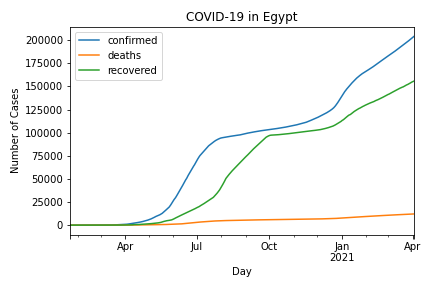 COVID-19 in Egypt
confirmed
deaths
recovered
Number of Cases
200000
175000
150000
125000
100000
75000
50000
25000
0
Apr
Jul
Oct
Jan
2021
Apr
Day